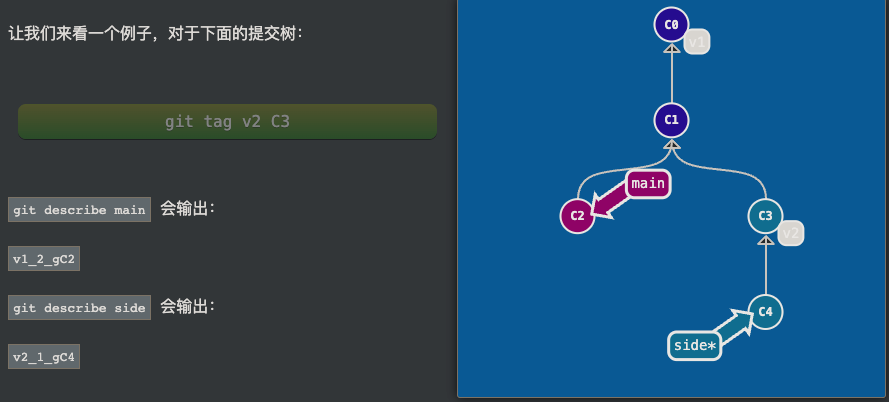 让我们来看一个例子，对于下面的提交树：
git tag v2 C3
git describe main 会输出：
v1_2_gC2
git describe side 会输出：
v2_1_gC4
C0
v1
C1
main
C2
C3
v2
C4
side*